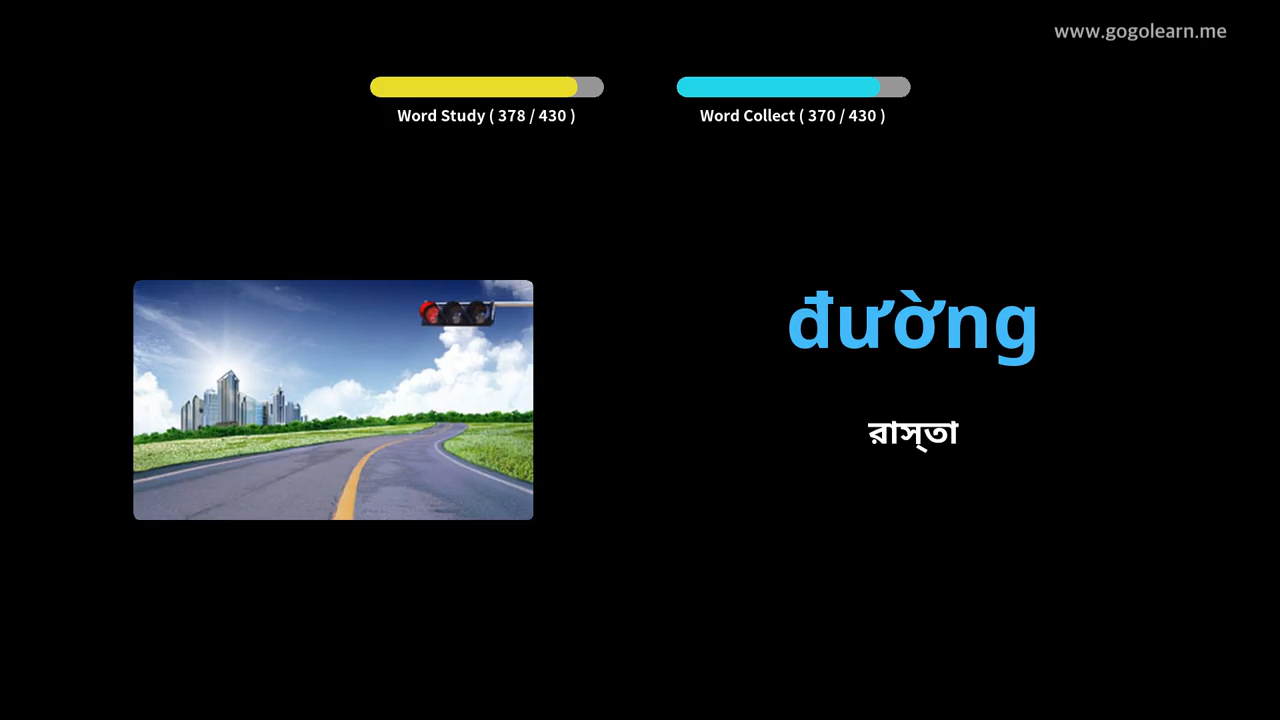 www.gogolearn.me
Word Study ( 378 / 430 )
Word Collect ( 370 / 430 )
đường
রাস্‌তা